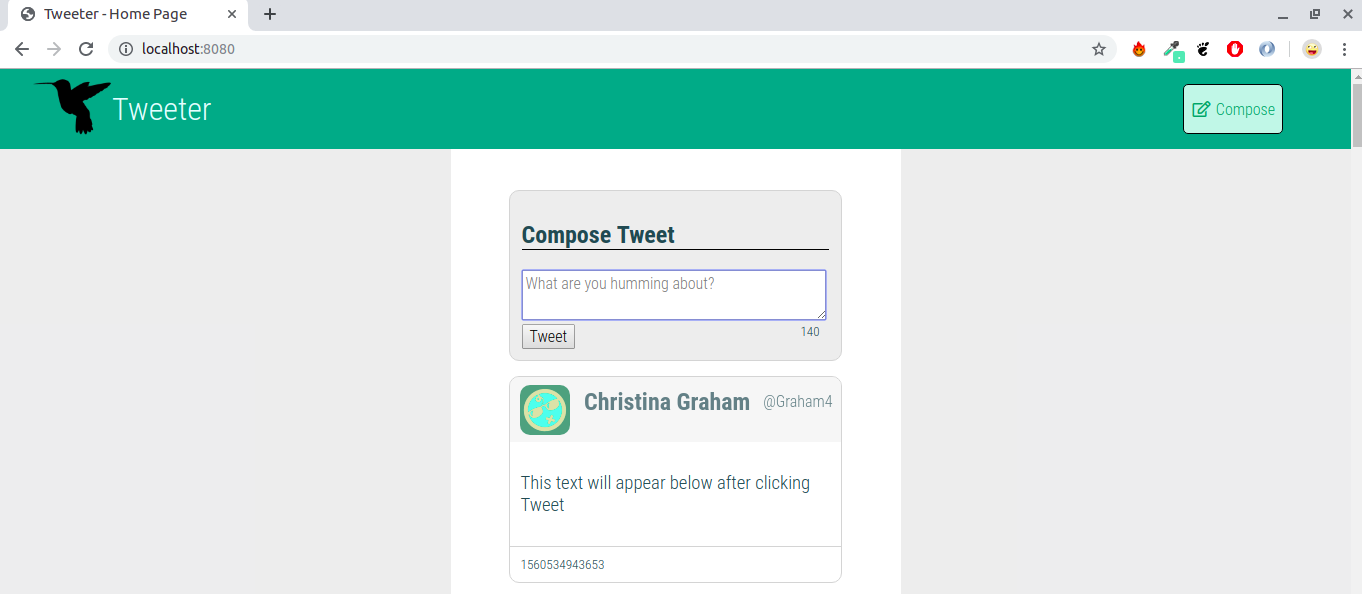 Tweeter - Home Page
localhost:8080
Tweeter
Compose
Compose Tweet
What are you humming about?
Tweet
140
Christina Graham @Graham4
This text will appear below after clicking
Tweet
1560534943653